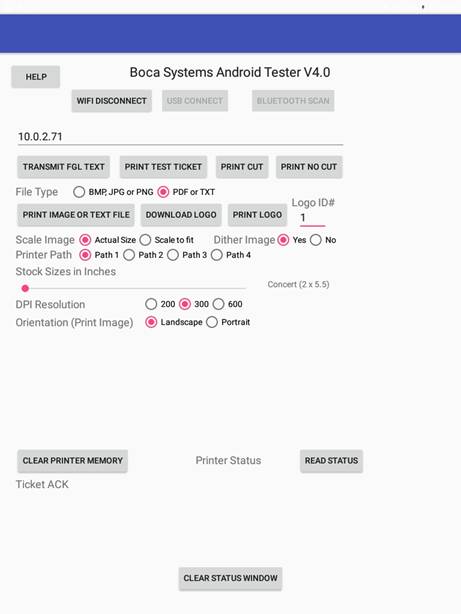 HELP
Boca Systems Android Tester V4.0
WIFI DISCONNECT USB CONNECT BLUETOOTH SCAN
10.0.2.71
TRANSMIT FGL TEXT PRINT TEST TICKET PRINT CUT PRINT NO CUT
File Type BMP, JPG or PNG PDF or TXT
Logo ID#
PRINT IMAGE OR TEXT FILE DOWNLOAD LOGO PRINT LOGO 1
Scale Image Actual Size Scale to fit Dither Image Yes No
Printer Path Path 1 Path 2 Path 3 Path 4
Stock Sizes in Inches
Concert (2 x 5.5)
DPI Resolution 200 300 600
Orientation (Print Image) Landscape Portrait
CLEAR PRINTER MEMORY Printer Status READ STATUS
Ticket ACK
CLEAR STATUS WINDOW